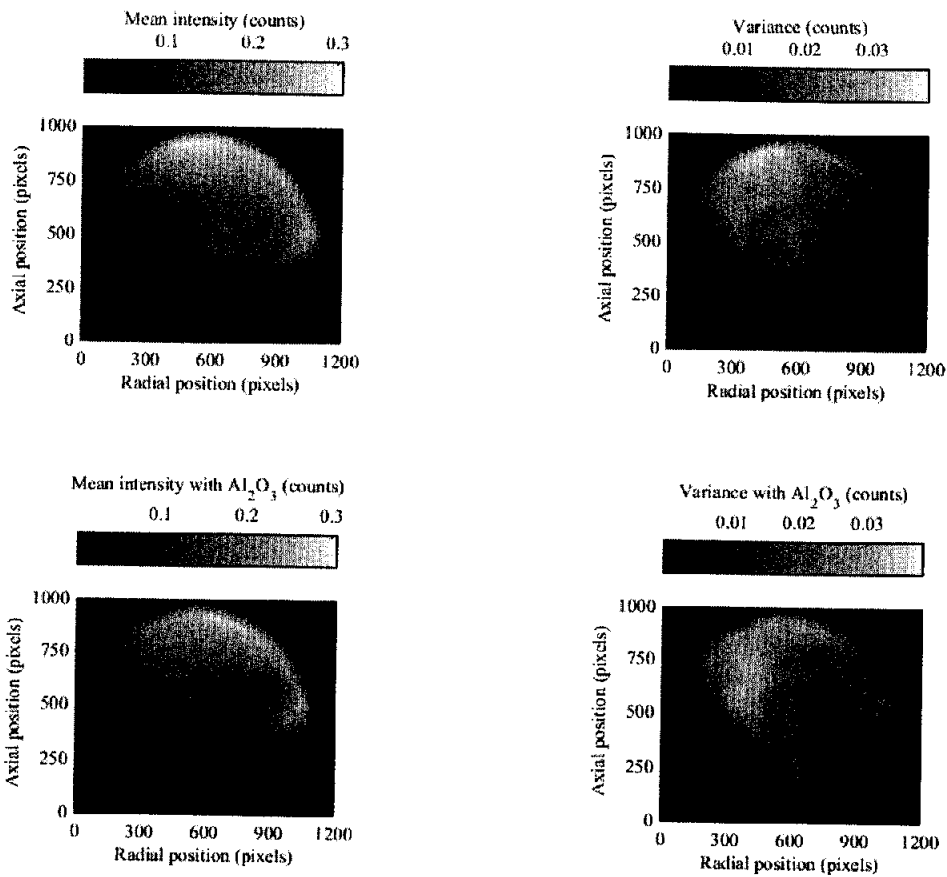 Mean intensity (counts)
0.1 0.2 0.3
1000
750
500
250
0
Axial position (pixels)
0 300 600 900 1200
Radial position (pixels)
Variance (counts)
0.01 0.02 0.03
1000
750
500
250
0
Axial position (pixels)
0 300 600 900 1200
Radial position (pixels)
Mean intensity with Al₂O₃ (counts)
0.1 0.2 0.3
1000
750
500
250
0
Axial position (pixels)
0 300 600 900 1200
Radial position (pixels)
Variance with Al₂O₃ (counts)
0.01 0.02 0.03
1000
750
500
250
0
Axial position (pixels)
0 300 600 900 1200
Radial position (pixels)